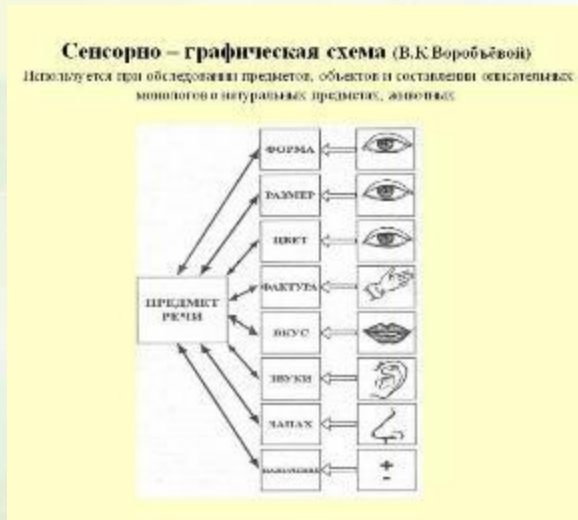 Сенсорно – графическая схема (В.К.Воробьёвой)
Используется при обследовании предметов, объектов и составлении описательных
монологов о натуральных предметах, животных
ФОРМА
РАЗМЕР
ЦВЕТ
ФАКТУРА
ПРЕДМЕТ
РЕЧИ
ВКУС
ЗВУКИ
ЗАПАХ
+
-